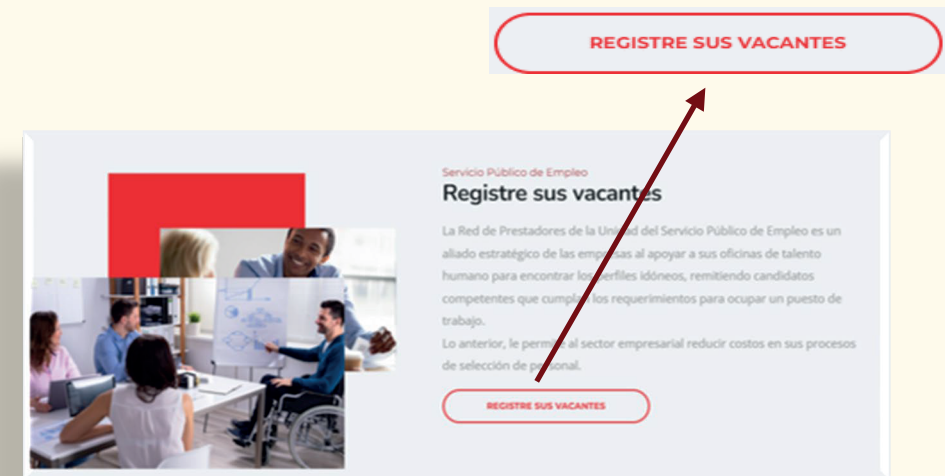 REGISTRE SUS VACANTES
Servicio Público de Empleo
Registre sus vacantes
La Red de Prestadores de la Unidad del Servicio Público de Empleo es un
aliado estratégico de las empresas al apoyar a sus oficinas de talento
humano para encontrar los perfiles idóneos, remitiendo candidatos
competentes que cumplan los requerimientos para ocupar un puesto de
trabajo.
Lo anterior, le permite al sector empresarial reducir costos en sus procesos
de selección de personal.
REGISTRE SUS VACANTES